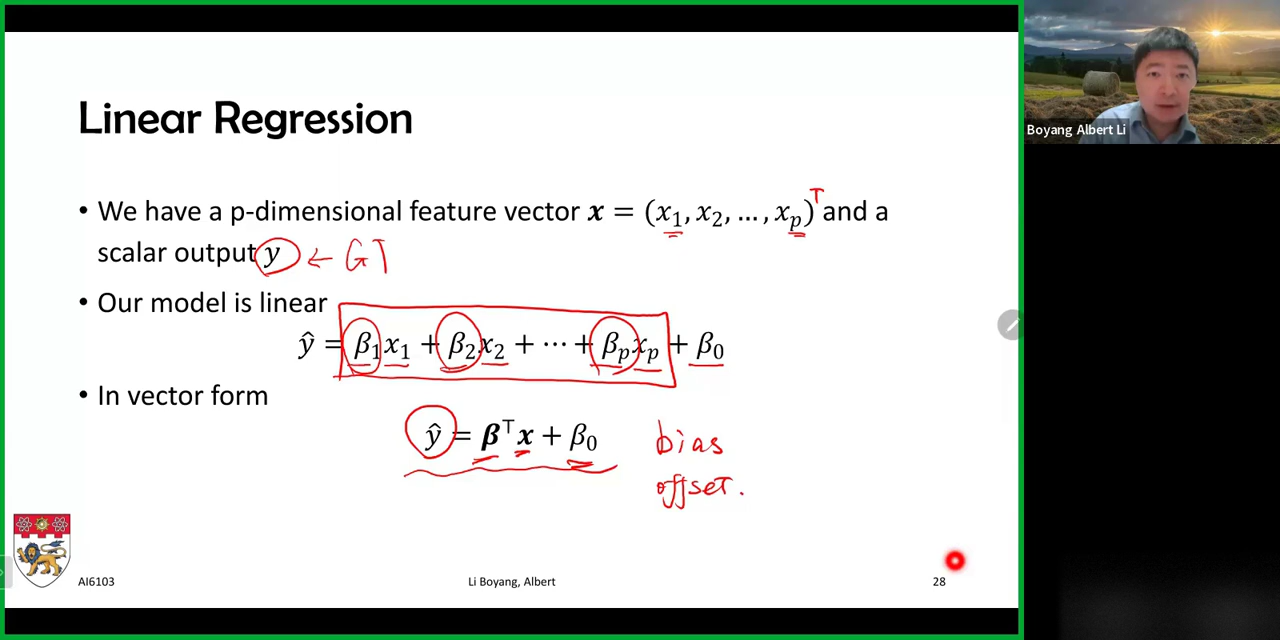 Linear Regression
• We have a p-dimensional feature vector 𝒙 = (x₁, x₂, …, xₚ)ᵀ and a
scalar output y ← GT
• Our model is linear
ŷ = β₁x₁ + β₂x₂ + ⋯ + βₚxₚ + β₀
• In vector form
ŷ = 𝜷ᵀ𝒙 + β₀
bias
offset.
AI6103
Li Boyang, Albert
28
Boyang Albert Li